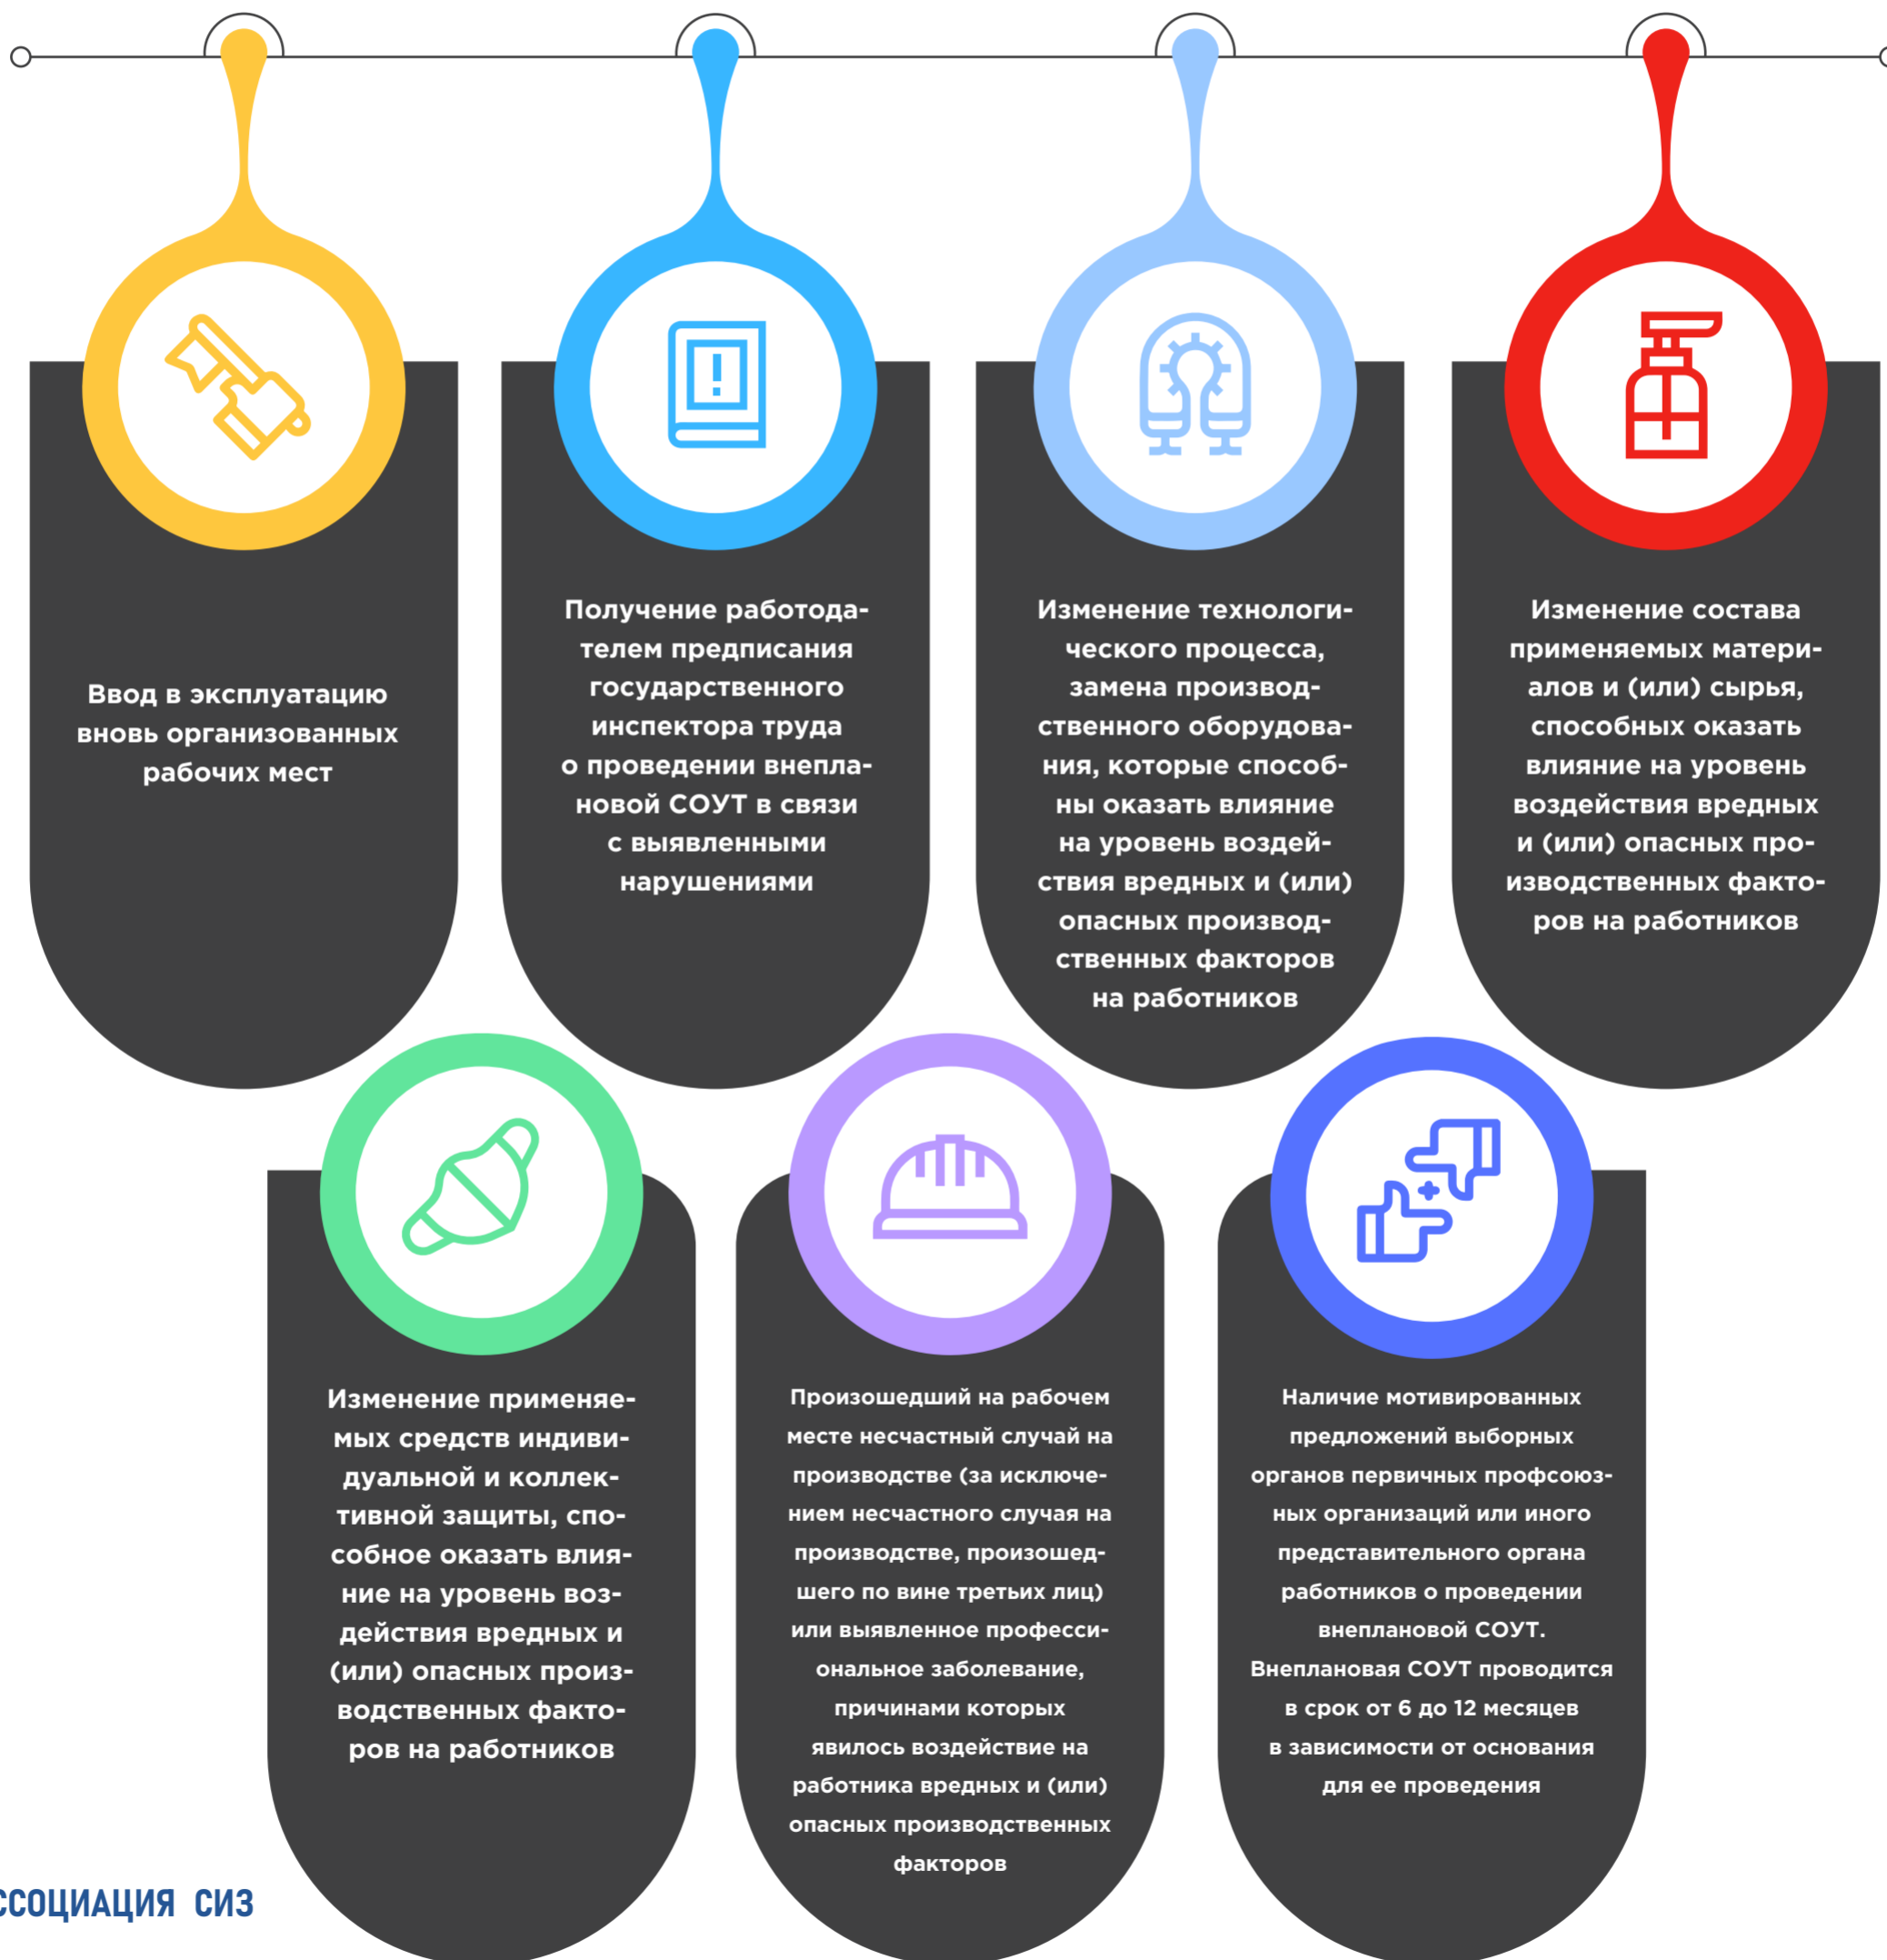 Ввод в эксплуатацию
вновь организованных
рабочих мест
Получение работода-
телем предписания
государственного
инспектора труда
о проведении внепла-
новой СОУТ в связи
с выявленными
нарушениями
Изменение технологи-
ческого процесса,
замена производ-
ственного оборудова-
ния, которые способ-
ны оказать влияние
на уровень воздей-
ствия вредных и (или)
опасных производ-
ственных факторов
на работников
Изменение состава
применяемых матери-
алов и (или) сырья,
способных оказать
влияние на уровень
воздействия вредных
и (или) опасных про-
изводственных факто-
ров на работников
Изменение применяе-
мых средств индиви-
дуальной и коллек-
тивной защиты, спо-
собное оказать влия-
ние на уровень воз-
действия вредных и
(или) опасных произ-
водственных факто-
ров на работников
Произошедший на рабочем
месте несчастный случай на
производстве (за исключе-
нием несчастного случая на
производстве, произошед-
шего по вине третьих лиц)
или выявленное професси-
ональное заболевание,
причинами которых
явилось воздействие на
работника вредных и (или)
опасных производственных
факторов
Наличие мотивированных
предложений выборных
органов первичных профсоюз-
ных организаций или иного
представительного органа
работников о проведении
внеплановой СОУТ.
Внеплановая СОУТ проводится
в срок от 6 до 12 месяцев
в зависимости от основания
для ее проведения
ССОЦИАЦИЯ СИЗ